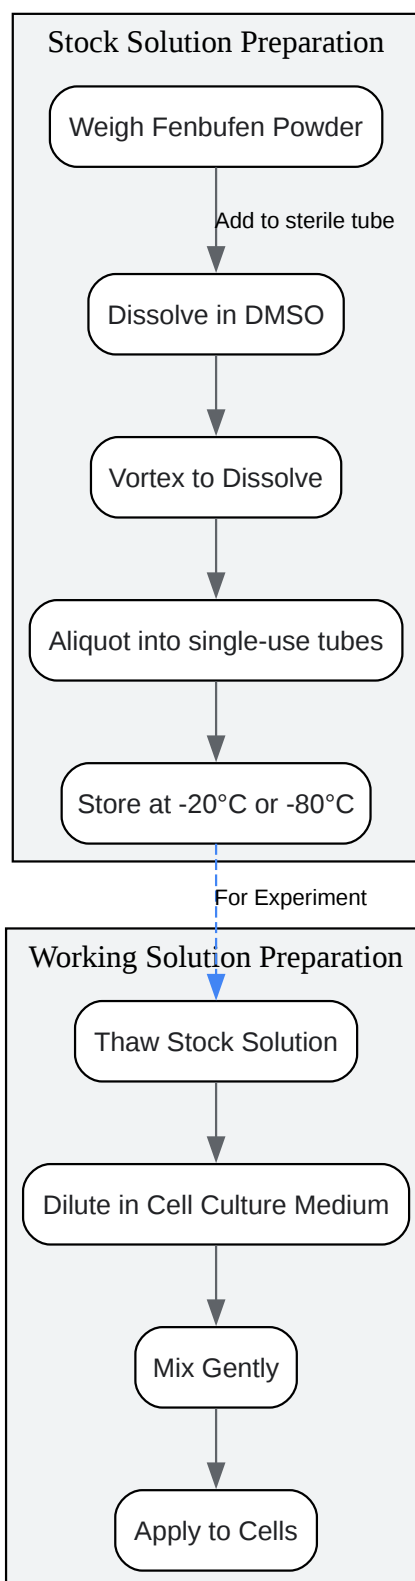 Stock Solution Preparation
Weigh Fenbufen Powder
Add to sterile tube
Dissolve in DMSO
Vortex to Dissolve
Aliquot into single-use tubes
Store at -20°C or -80°C
For Experiment
Working Solution Preparation
Thaw Stock Solution
Dilute in Cell Culture Medium
Mix Gently
Apply to Cells